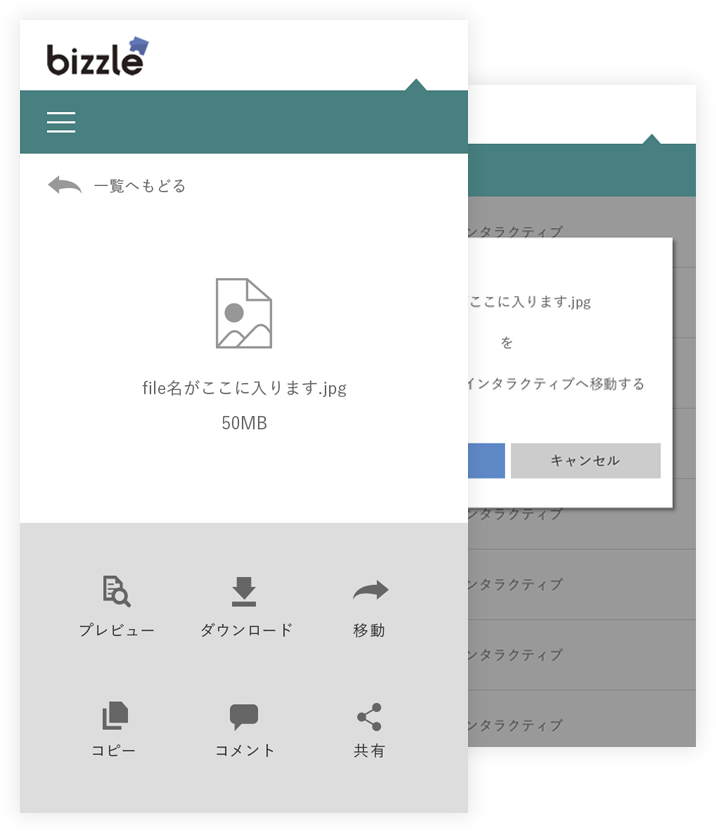 bizzle
一覧へもどる
file名がここに入ります.jpg
50MB
プレビュー
ダウンロード
移動
コピー
コメント
共有
ンタラクティブ
ここに入ります.jpg
を
インタラクティブへ移動する
キャンセル
ンタラクティブ
ンタラクティブ
ンタラクティブ
ンタラクティブ